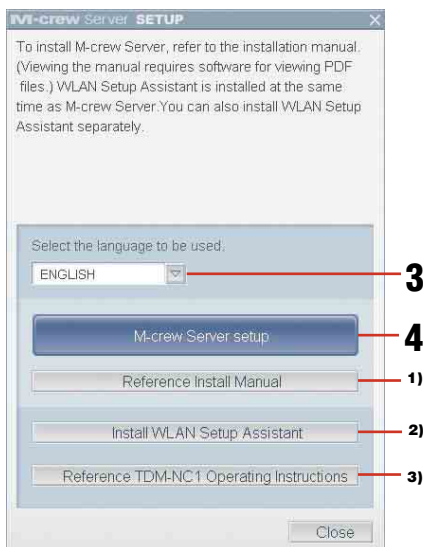 M-crew Server SETUP X
To install M-crew Server, refer to the installation manual.
(Viewing the manual requires software for viewing PDF
files.) WLAN Setup Assistant is installed at the same
time as M-crew Server.You can also install WLAN Setup
Assistant separately.
Select the language to be used.
ENGLISH
3
M-crew Server setup
4
Reference Install Manual
1)
Install WLAN Setup Assistant
2)
Reference TDM-NC1 Operating Instructions
3)
Close